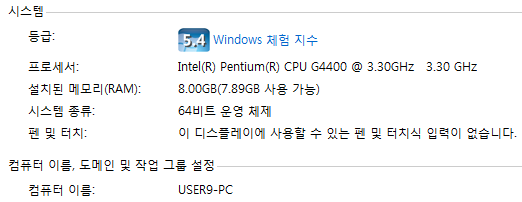 시스템
등급: 5.4 Windows 체험 지수
프로세서: Intel(R) Pentium(R) CPU G4400 @ 3.30GHz 3.30 GHz
설치된 메모리(RAM): 8.00GB(7.89GB 사용 가능)
시스템 종류: 64비트 운영 체제
펜 및 터치: 이 디스플레이에 사용할 수 있는 펜 및 터치식 입력이 없습니다.
컴퓨터 이름, 도메인 및 작업 그룹 설정
컴퓨터 이름: USER9-PC